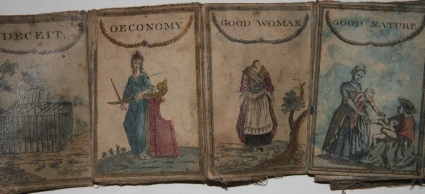 DECEIT.
OECONOMY.
GOOD WOMAN
GOOD NATURE.